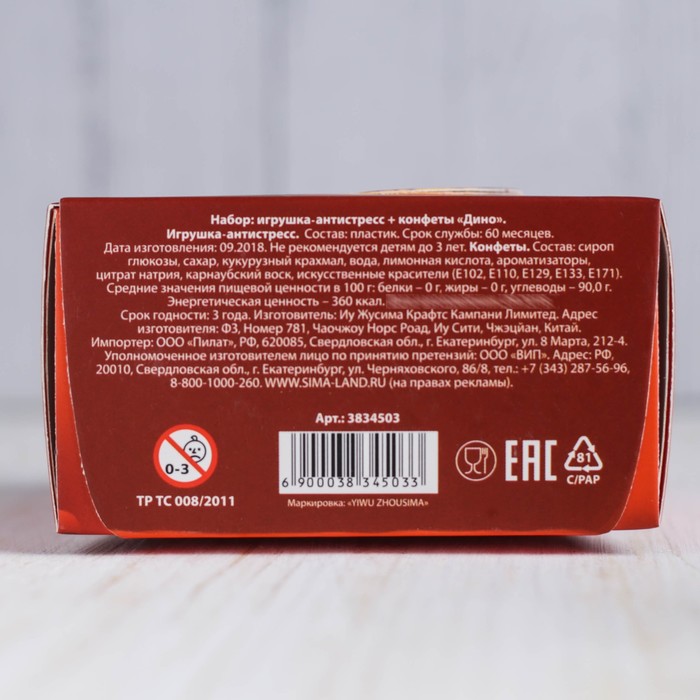 Набор: игрушка-антистресс + конфеты «Дино».
Игрушка-антистресс. Состав: пластик. Срок службы: 60 месяцев.
Дата изготовления: 09.2018. Не рекомендуется детям до 3 лет. Конфеты. Состав: сироп
глюкозы, сахар, кукурузный крахмал, вода, лимонная кислота, ароматизаторы,
цитрат натрия, карнаубский воск, искусственные красители (Е102, Е110, Е129, Е133, Е171).
Средние значения пищевой ценности в 100 г: белки – 0 г, жиры – 0 г, углеводы – 90,0 г.
Энергетическая ценность – 360 ккал.
Срок годности: 3 года. Изготовитель: Иу Жусима Крафтс Кампани Лимитед. Адрес
изготовителя: Ф3, Номер 781, Чаочжоу Норс Роад, Иу Сити, Чжэцйан, Китай.
Импортер: ООО «Пилат», РФ, 620085, Свердловская обл., г. Екатеринбург, ул. 8 Марта, 212-4.
Уполномоченное изготовителем лицо по принятию претензий: ООО «ВИП». Адрес: РФ,
20010, Свердловская обл., г. Екатеринбург, ул. Черняховского, 86/8, тел.: +7 (343) 287-56-96,
8-800-1000-260. WWW.SIMA-LAND.RU (на правах рекламы).
Арт.: 3834503
0-3
ТР ТС 008/2011
6 900038 345033
Маркировка: «YIWU ZHOUSIMA»
EAC
81
C/PAP